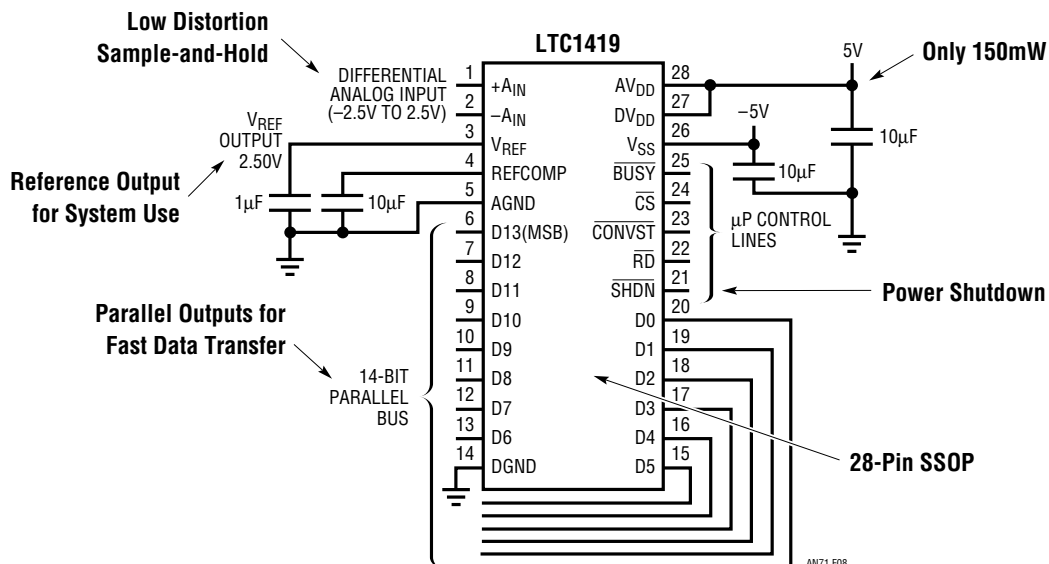 Low Distortion
Sample-and-Hold
LTC1419
5V
Only 150mW
DIFFERENTIAL
ANALOG INPUT
(–2.5V TO 2.5V)
1
+AIN
2
–AIN
3
VREF
4
REFCOMP
5
AGND
6
D13(MSB)
7
D12
8
D11
9
D10
10
D9
11
D8
12
D7
13
D6
14
DGND
28
AVDD
27
DVDD
26
VSS
25
BUSY
24
CS
23
CONVST
22
RD
21
SHDN
20
D0
19
D1
18
D2
17
D3
16
D4
15
D5
–5V
10µF
10µF
VREF
OUTPUT
2.50V
Reference Output
for System Use
1µF
10µF
µP CONTROL
LINES
Power Shutdown
Parallel Outputs for
Fast Data Transfer
14-BIT
PARALLEL
BUS
28-Pin SSOP
AN71 F08